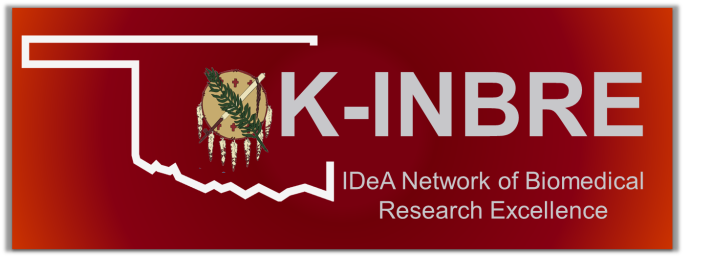 K-INBRE
IDeA Network of Biomedical
Research Excellence